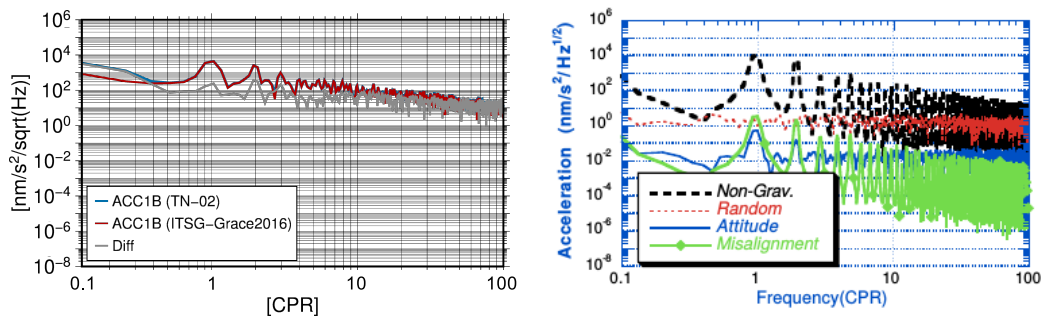 10^6
10^4
10^2
10^0
10^−2
10^−4
10^−6
10^−8
[nm/s²/sqrt(Hz)]
ACC1B (TN−02)
ACC1B (ITSG−Grace2016)
Diff
0.1
1
10
100
[CPR]
10^6
10^4
10^2
10^0
10^-2
10^-4
10^-6
10^-8
Acceleration (nm/s²/Hz^1/2)
Non-Grav.
Random
Attitude
Misalignment
0.1
1
10
100
Frequency(CPR)